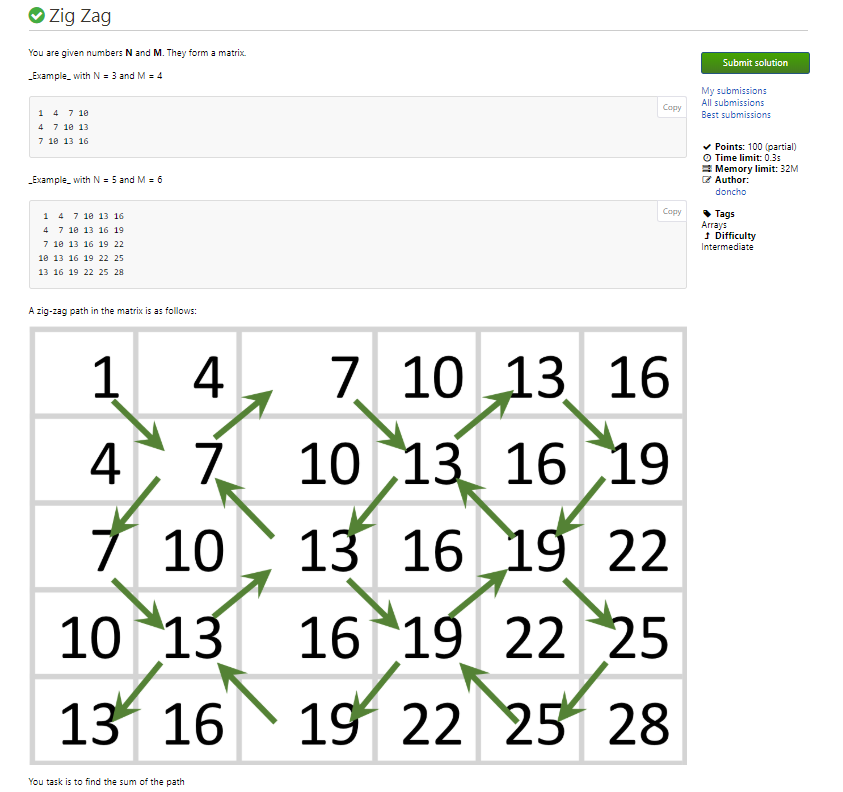 Zig Zag
You are given numbers N and M. They form a matrix.
_Example_ with N = 3 and M = 4
Copy
1 4 7 10
4 7 10 13
7 10 13 16
_Example_ with N = 5 and M = 6
Copy
1 4 7 10 13 16
4 7 10 13 16 19
7 10 13 16 19 22
10 13 16 19 22 25
13 16 19 22 25 28
A zig-zag path in the matrix is as follows:
1 4 7 10 13 16
4 7 10 13 16 19
7 10 13 16 19 22
10 13 16 19 22 25
13 16 19 22 25 28
You task is to find the sum of the path
Submit solution
My submissions
All submissions
Best submissions
Points: 100 (partial)
Time limit: 0.3s
Memory limit: 32M
Author:
doncho
Tags
Arrays
Difficulty
Intermediate